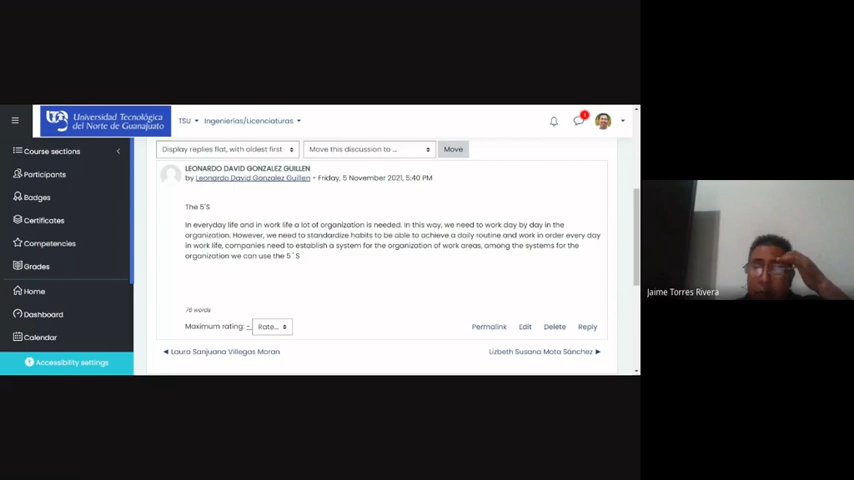 Universidad Tecnológica
del Norte de Guanajuato
TSU
Ingenierías/Licenciaturas
Course sections
Participants
Badges
Certificates
Competencies
Grades
Home
Dashboard
Calendar
Accessibility settings
Display replies flat, with oldest first
Move this discussion to ...
Move
LEONARDO DAVID GONZALEZ GUILLEN
by Leonardo David Gonzalez Guillen - Friday, 5 November 2021, 5:40 PM
The 5´S
In everyday life and in work life a lot of organization is needed. In this way, we need to work day by day in the
organization. However, we need to standardize habits to be able to achieve a daily routine and work in order every day
in work life, companies need to establish a system for the organization of work areas, among the systems for the
organization we can use the 5´S
78 words
Maximum rating: -
Rate...
Permalink
Edit
Delete
Reply
◄ Laura Sanjuana Villegas Moran
Lizbeth Susana Mota Sánchez ►
Jaime Torres Rivera